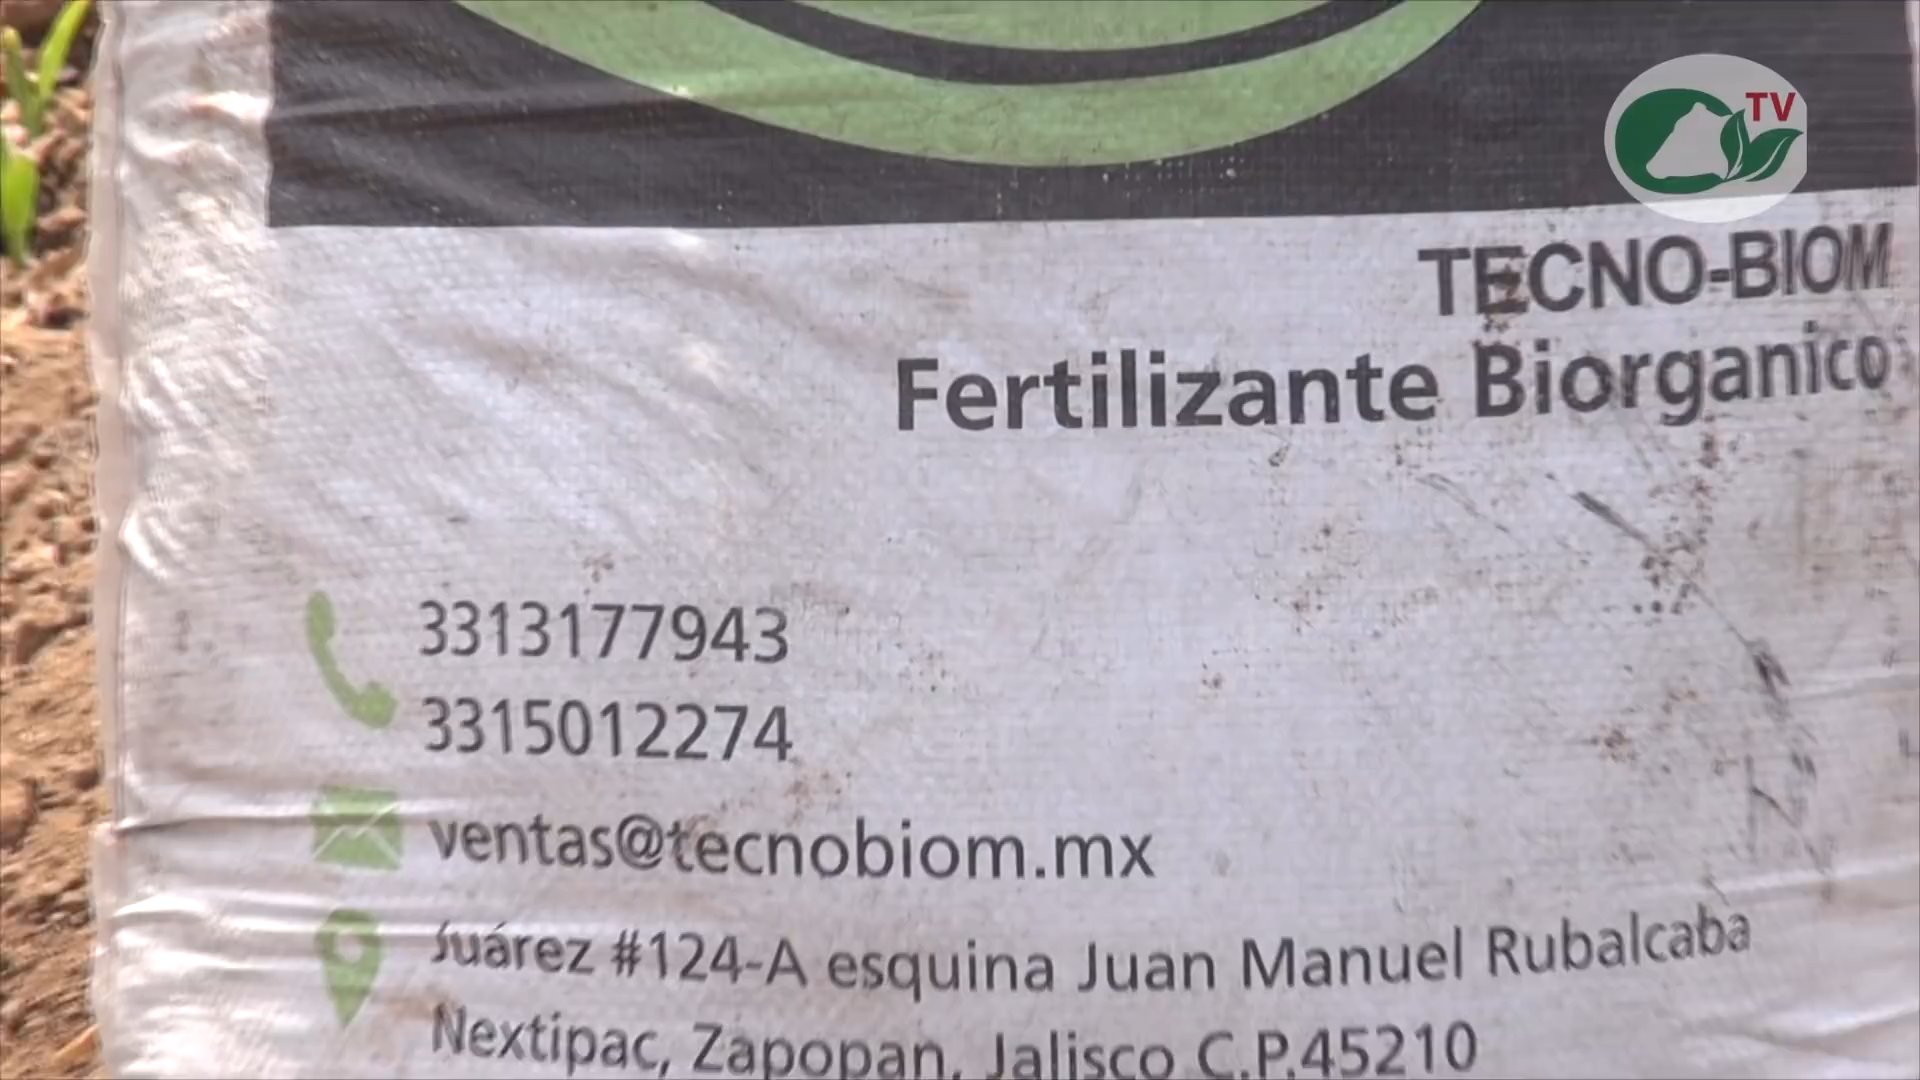 TV
TECNO-BIOM
Fertilizante Biorganico
3313177943
3315012274
ventas@tecnobiom.mx
Juárez #124-A esquina Juan Manuel Rubalcaba
Nextipac, Zapopan, Jalisco C.P.45210